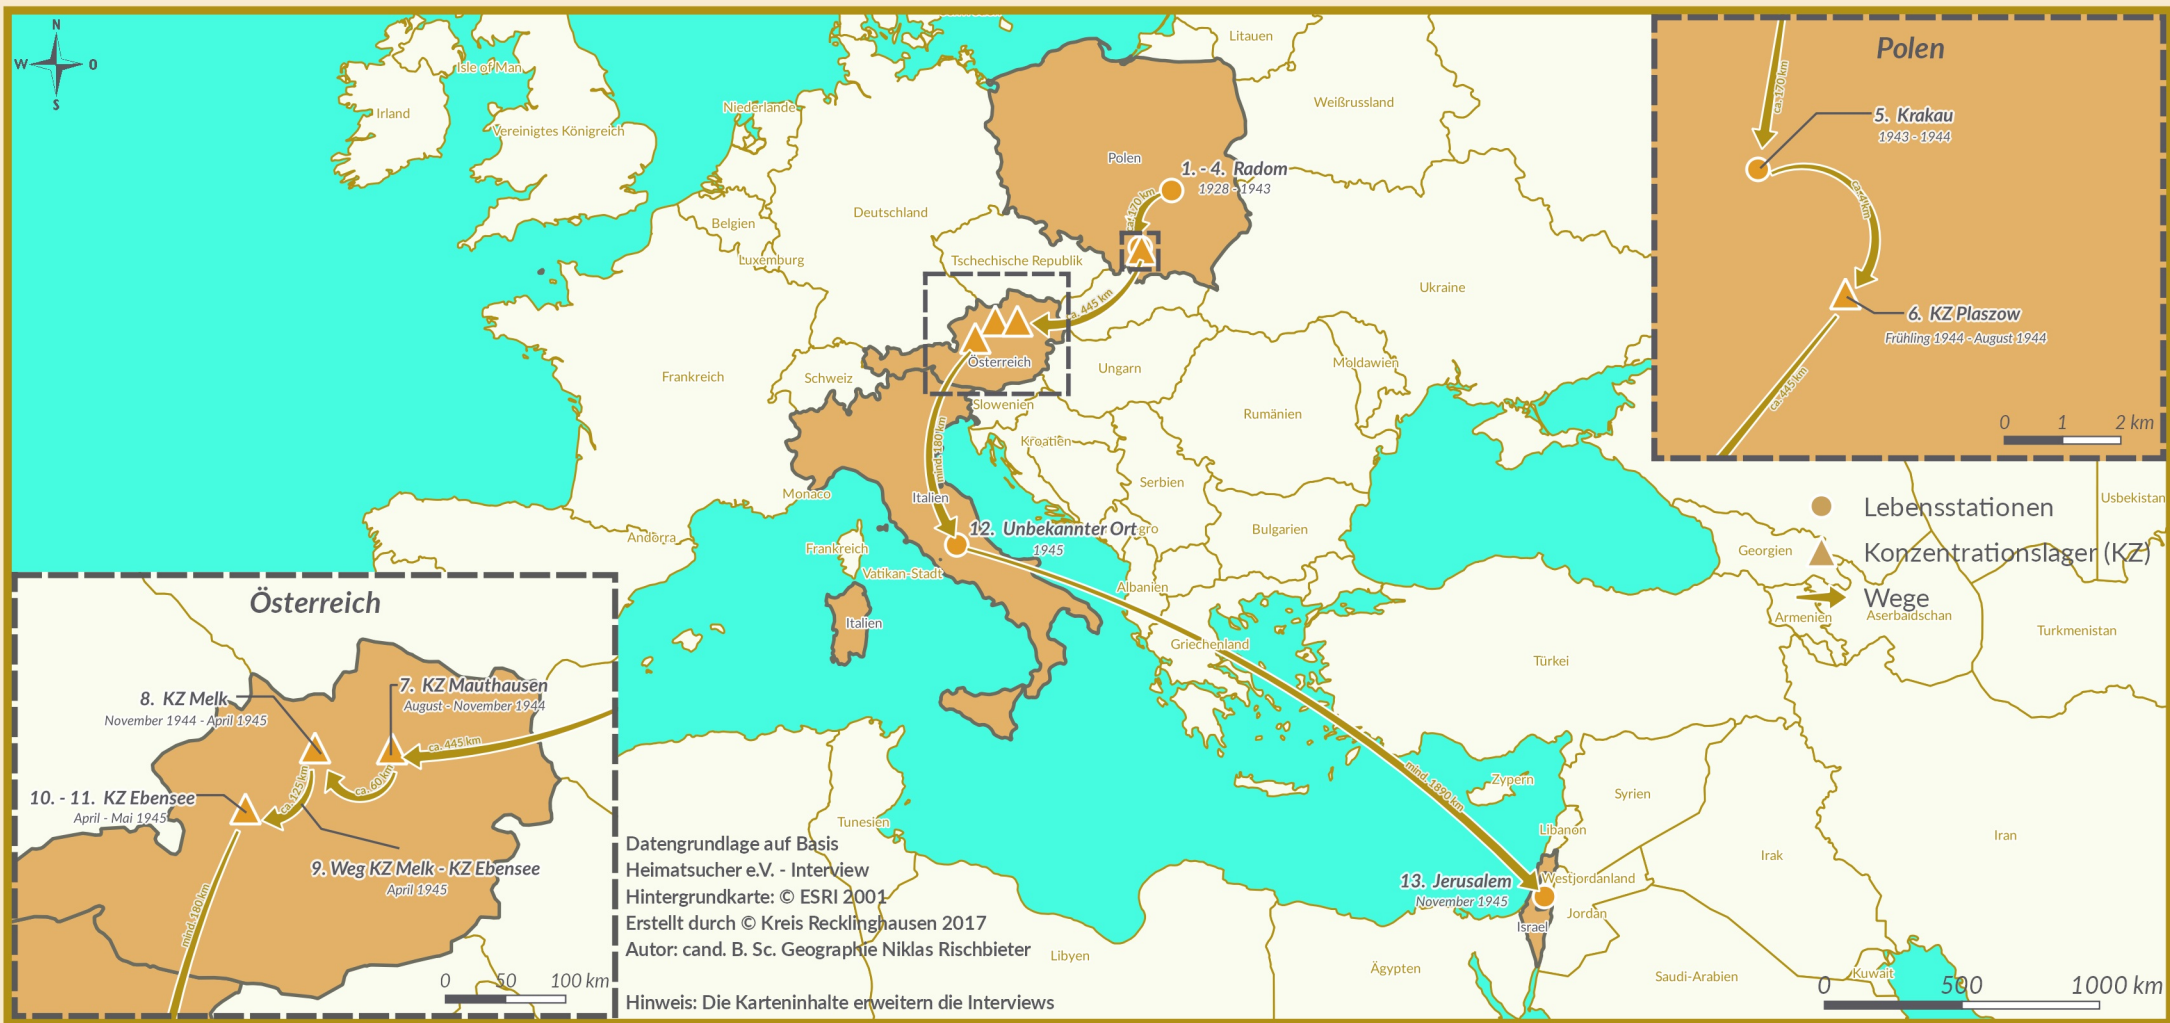 N
W O
S
Irland
Isle of Man
Vereinigtes Königreich
Niederlande
Belgien
Luxemburg
Deutschland
Litauen
Weißrussland
Polen
1. - 4. Radom
1928 - 1943
ca. 170 km
Tschechische Republik
ca. 445 km
Ukraine
Österreich
Frankreich
Schweiz
Ungarn
Moldawien
Slowenien
Kroatien
Rumänien
mind. 180 km
Serbien
Monaco
Italien
Bulgarien
Andorra
Frankreich
12. Unbekannter Ort
1945
Vatikan-Stadt
Albanien
Italien
Griechenland
Türkei
Georgien
Armenien
Aserbaidschan
Usbekistan
Turkmenistan
mind. 1890 km
Zypern
Syrien
Libanon
Irak
Iran
Tunesien
Westjordanland
13. Jerusalem
November 1945
Jordan
Israel
Libyen
Ägypten
Saudi-Arabien
Kuwait
0 500 1000 km
Polen
ca. 170 km
5. Krakau
1943 - 1944
ca. 4 km
6. KZ Plaszow
Frühling 1944 - August 1944
ca. 445 km
0 1 2 km
Lebensstationen
Konzentrationslager (KZ)
Wege
Österreich
8. KZ Melk
November 1944 - April 1945
7. KZ Mauthausen
August - November 1944
ca. 445 km
ca. 60 km
ca. 125 km
10. - 11. KZ Ebensee
April - Mai 1945
9. Weg KZ Melk - KZ Ebensee
April 1945
mind. 180 km
0 50 100 km
Datengrundlage auf Basis
Heimatsucher e.V. - Interview
Hintergrundkarte: © ESRI 2001
Erstellt durch © Kreis Recklinghausen 2017
Autor: cand. B. Sc. Geographie Niklas Rischbieter
Hinweis: Die Karteninhalte erweitern die Interviews